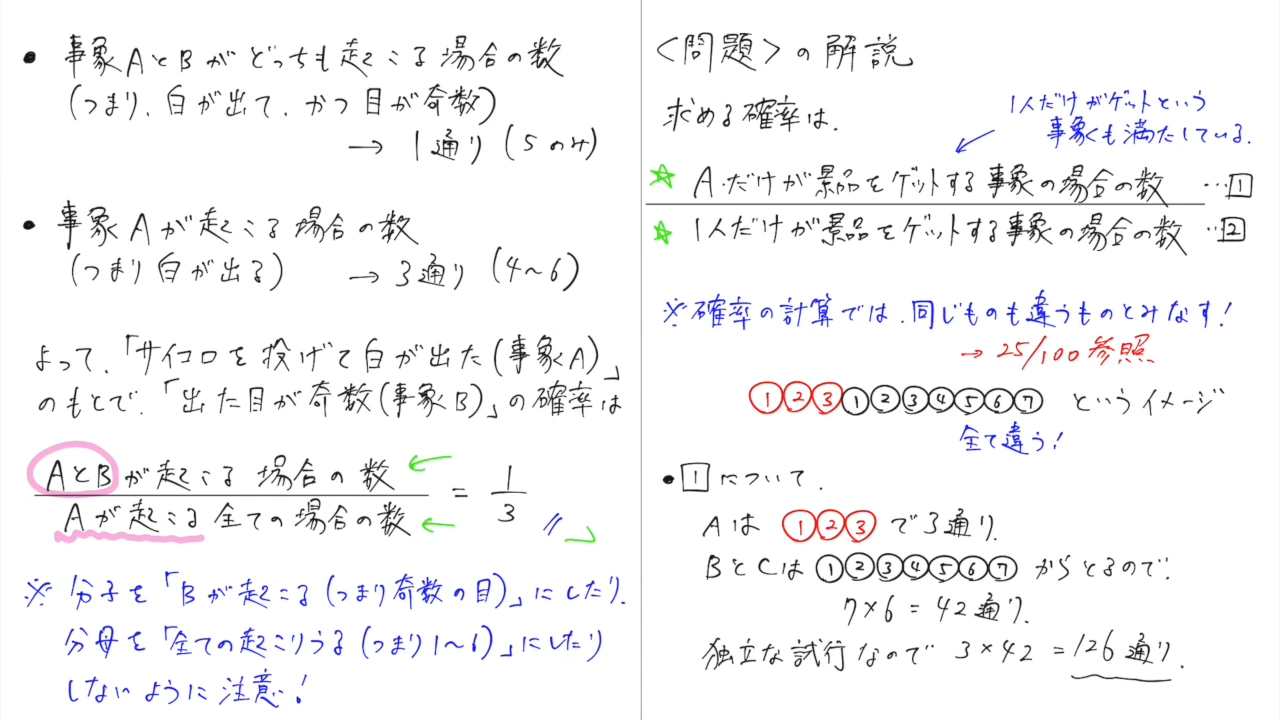 • 事象AとBがどっちも起こる場合の数
(つまり、白が出て、かつ目が奇数)
→ 1通り (5のみ)
• 事象Aが起こる場合の数
(つまり白が出る) → 3通り (4~6)
よって、「サイコロを投げて白が出た(事象A)」
のもとで、「出た目が奇数(事象B)」の確率は
AとBが起こる場合の数
Aが起こる全ての場合の数
= 1/3 //
※ 分子を「Bが起こる(つまり奇数の目)」にしたり、
分母を「全ての起こりうる(つまり1~6)」にしたり
しないように注意!
<問題>の解説
求める確率は、
1人だけがゲットという
事象も満たしている。
☆ Aだけが景品をゲットする事象の場合の数 …1
☆ 1人だけが景品をゲットする事象の場合の数 …2
※確率の計算では、同じものも違うものとみなす!
→ 25/100参照
①②③①②③④⑤⑥⑦ というイメージ
全て違う!
• 1について、
Aは ①②③ で3通り、
BとCは ①②③④⑤⑥⑦ からとるので、
7×6=42通り、
独立な試行なので 3×42=126通り、